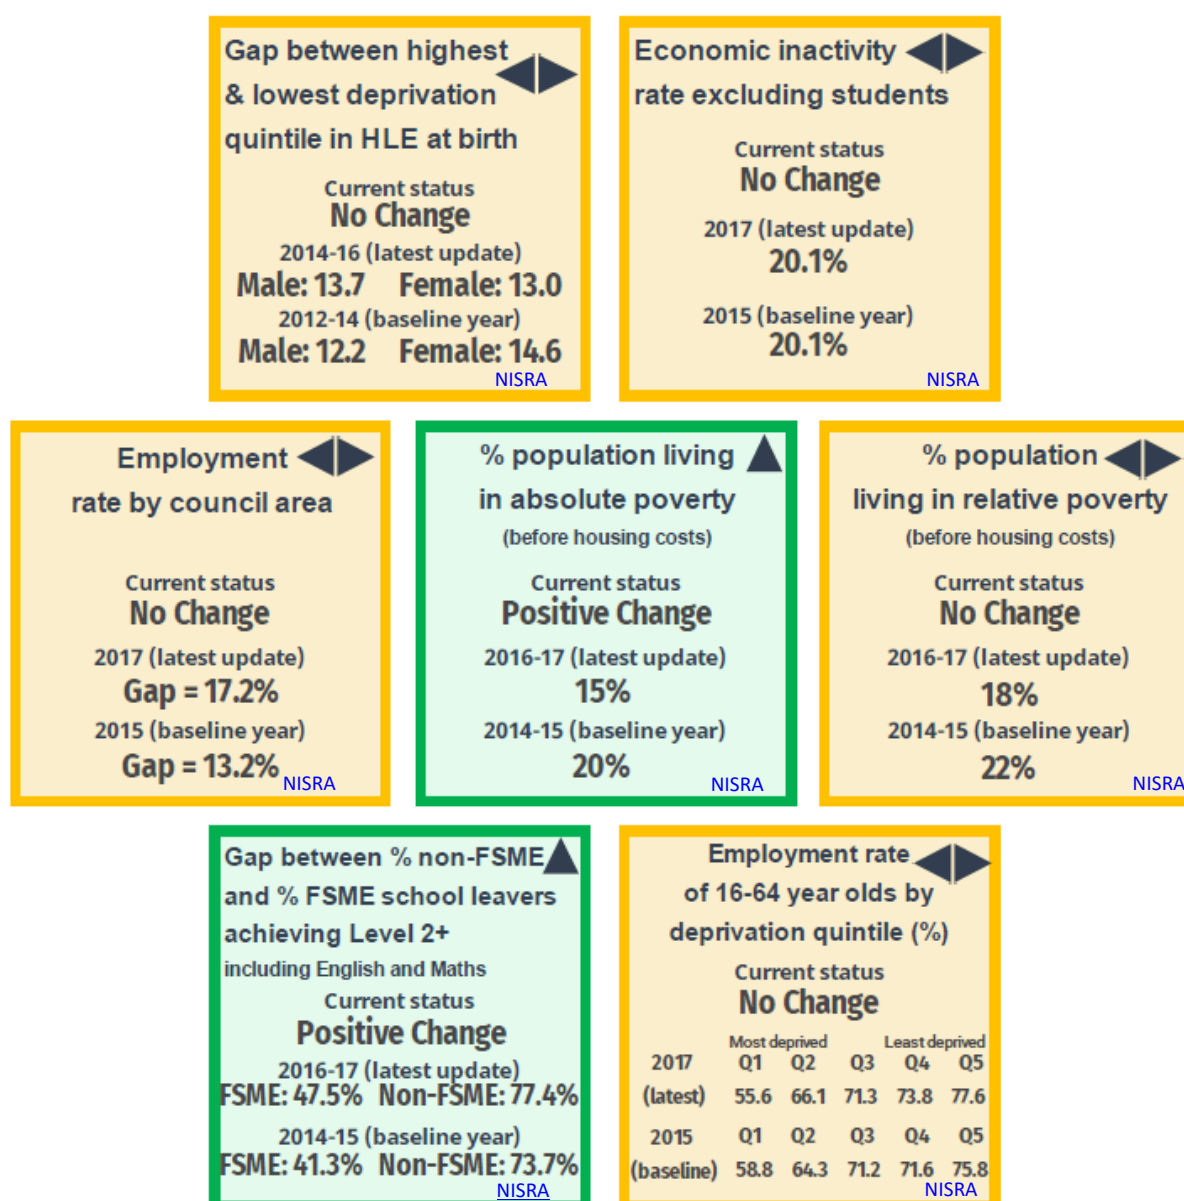 Gap between highest
& lowest deprivation
quintile in HLE at birth
Current status
No Change
2014-16 (latest update)
Male: 13.7 Female: 13.0
2012-14 (baseline year)
Male: 12.2 Female: 14.6
NISRA
Economic inactivity
rate excluding students
Current status
No Change
2017 (latest update)
20.1%
2015 (baseline year)
20.1%
NISRA
Employment
rate by council area
Current status
No Change
2017 (latest update)
Gap = 17.2%
2015 (baseline year)
Gap = 13.2%
NISRA
% population living
in absolute poverty
(before housing costs)
Current status
Positive Change
2016-17 (latest update)
15%
2014-15 (baseline year)
20%
NISRA
% population
living in relative poverty
(before housing costs)
Current status
No Change
2016-17 (latest update)
18%
2014-15 (baseline year)
22%
NISRA
Gap between % non-FSME
and % FSME school leavers
achieving Level 2+
including English and Maths
Current status
Positive Change
2016-17 (latest update)
FSME: 47.5% Non-FSME: 77.4%
2014-15 (baseline year)
FSME: 41.3% Non-FSME: 73.7%
NISRA
Employment rate
of 16-64 year olds by
deprivation quintile (%)
Current status
No Change
Most deprived Least deprived
2017 Q1 Q2 Q3 Q4 Q5
(latest) 55.6 66.1 71.3 73.8 77.6
2015 Q1 Q2 Q3 Q4 Q5
(baseline) 58.8 64.3 71.2 71.6 75.8
NISRA